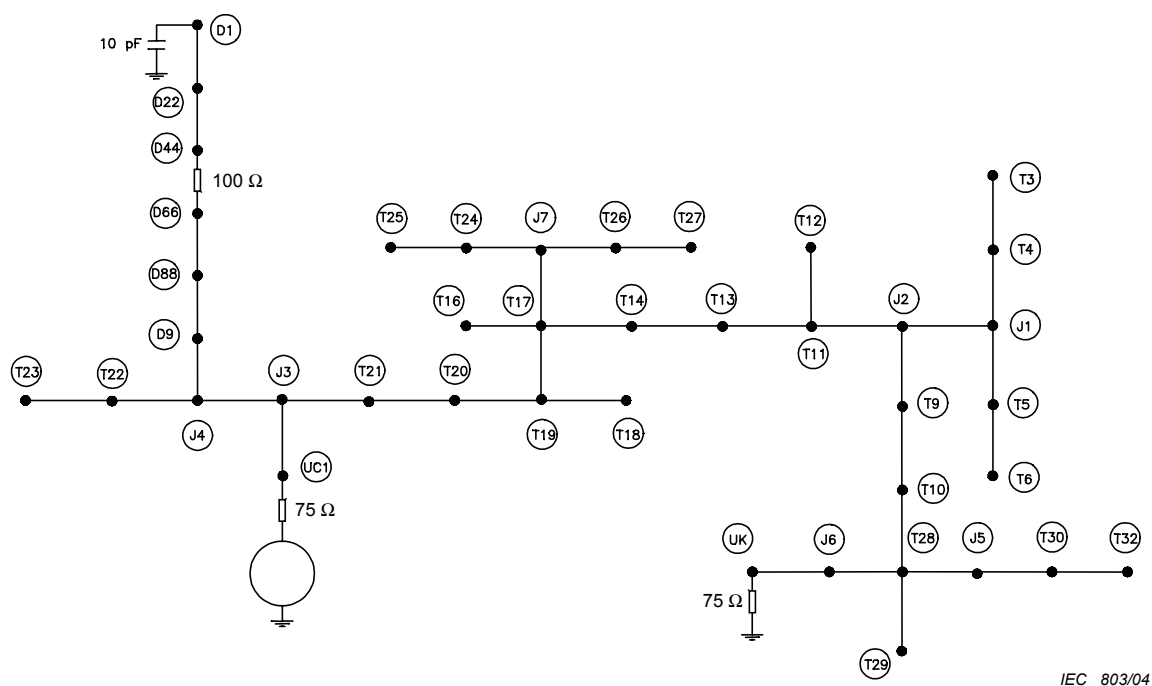 D1
10 pF
D22
D44
100 Ω
T3
D66
T25
T24
J7
T26
T27
T12
T4
D88
T16
T17
T14
T13
J2
J1
D9
T11
T23
T22
J3
T21
T20
T9
T5
J4
T19
T18
UC1
T10
T6
75 Ω
UK
J6
T28
J5
T30
T32
75 Ω
T29
IEC 803/04